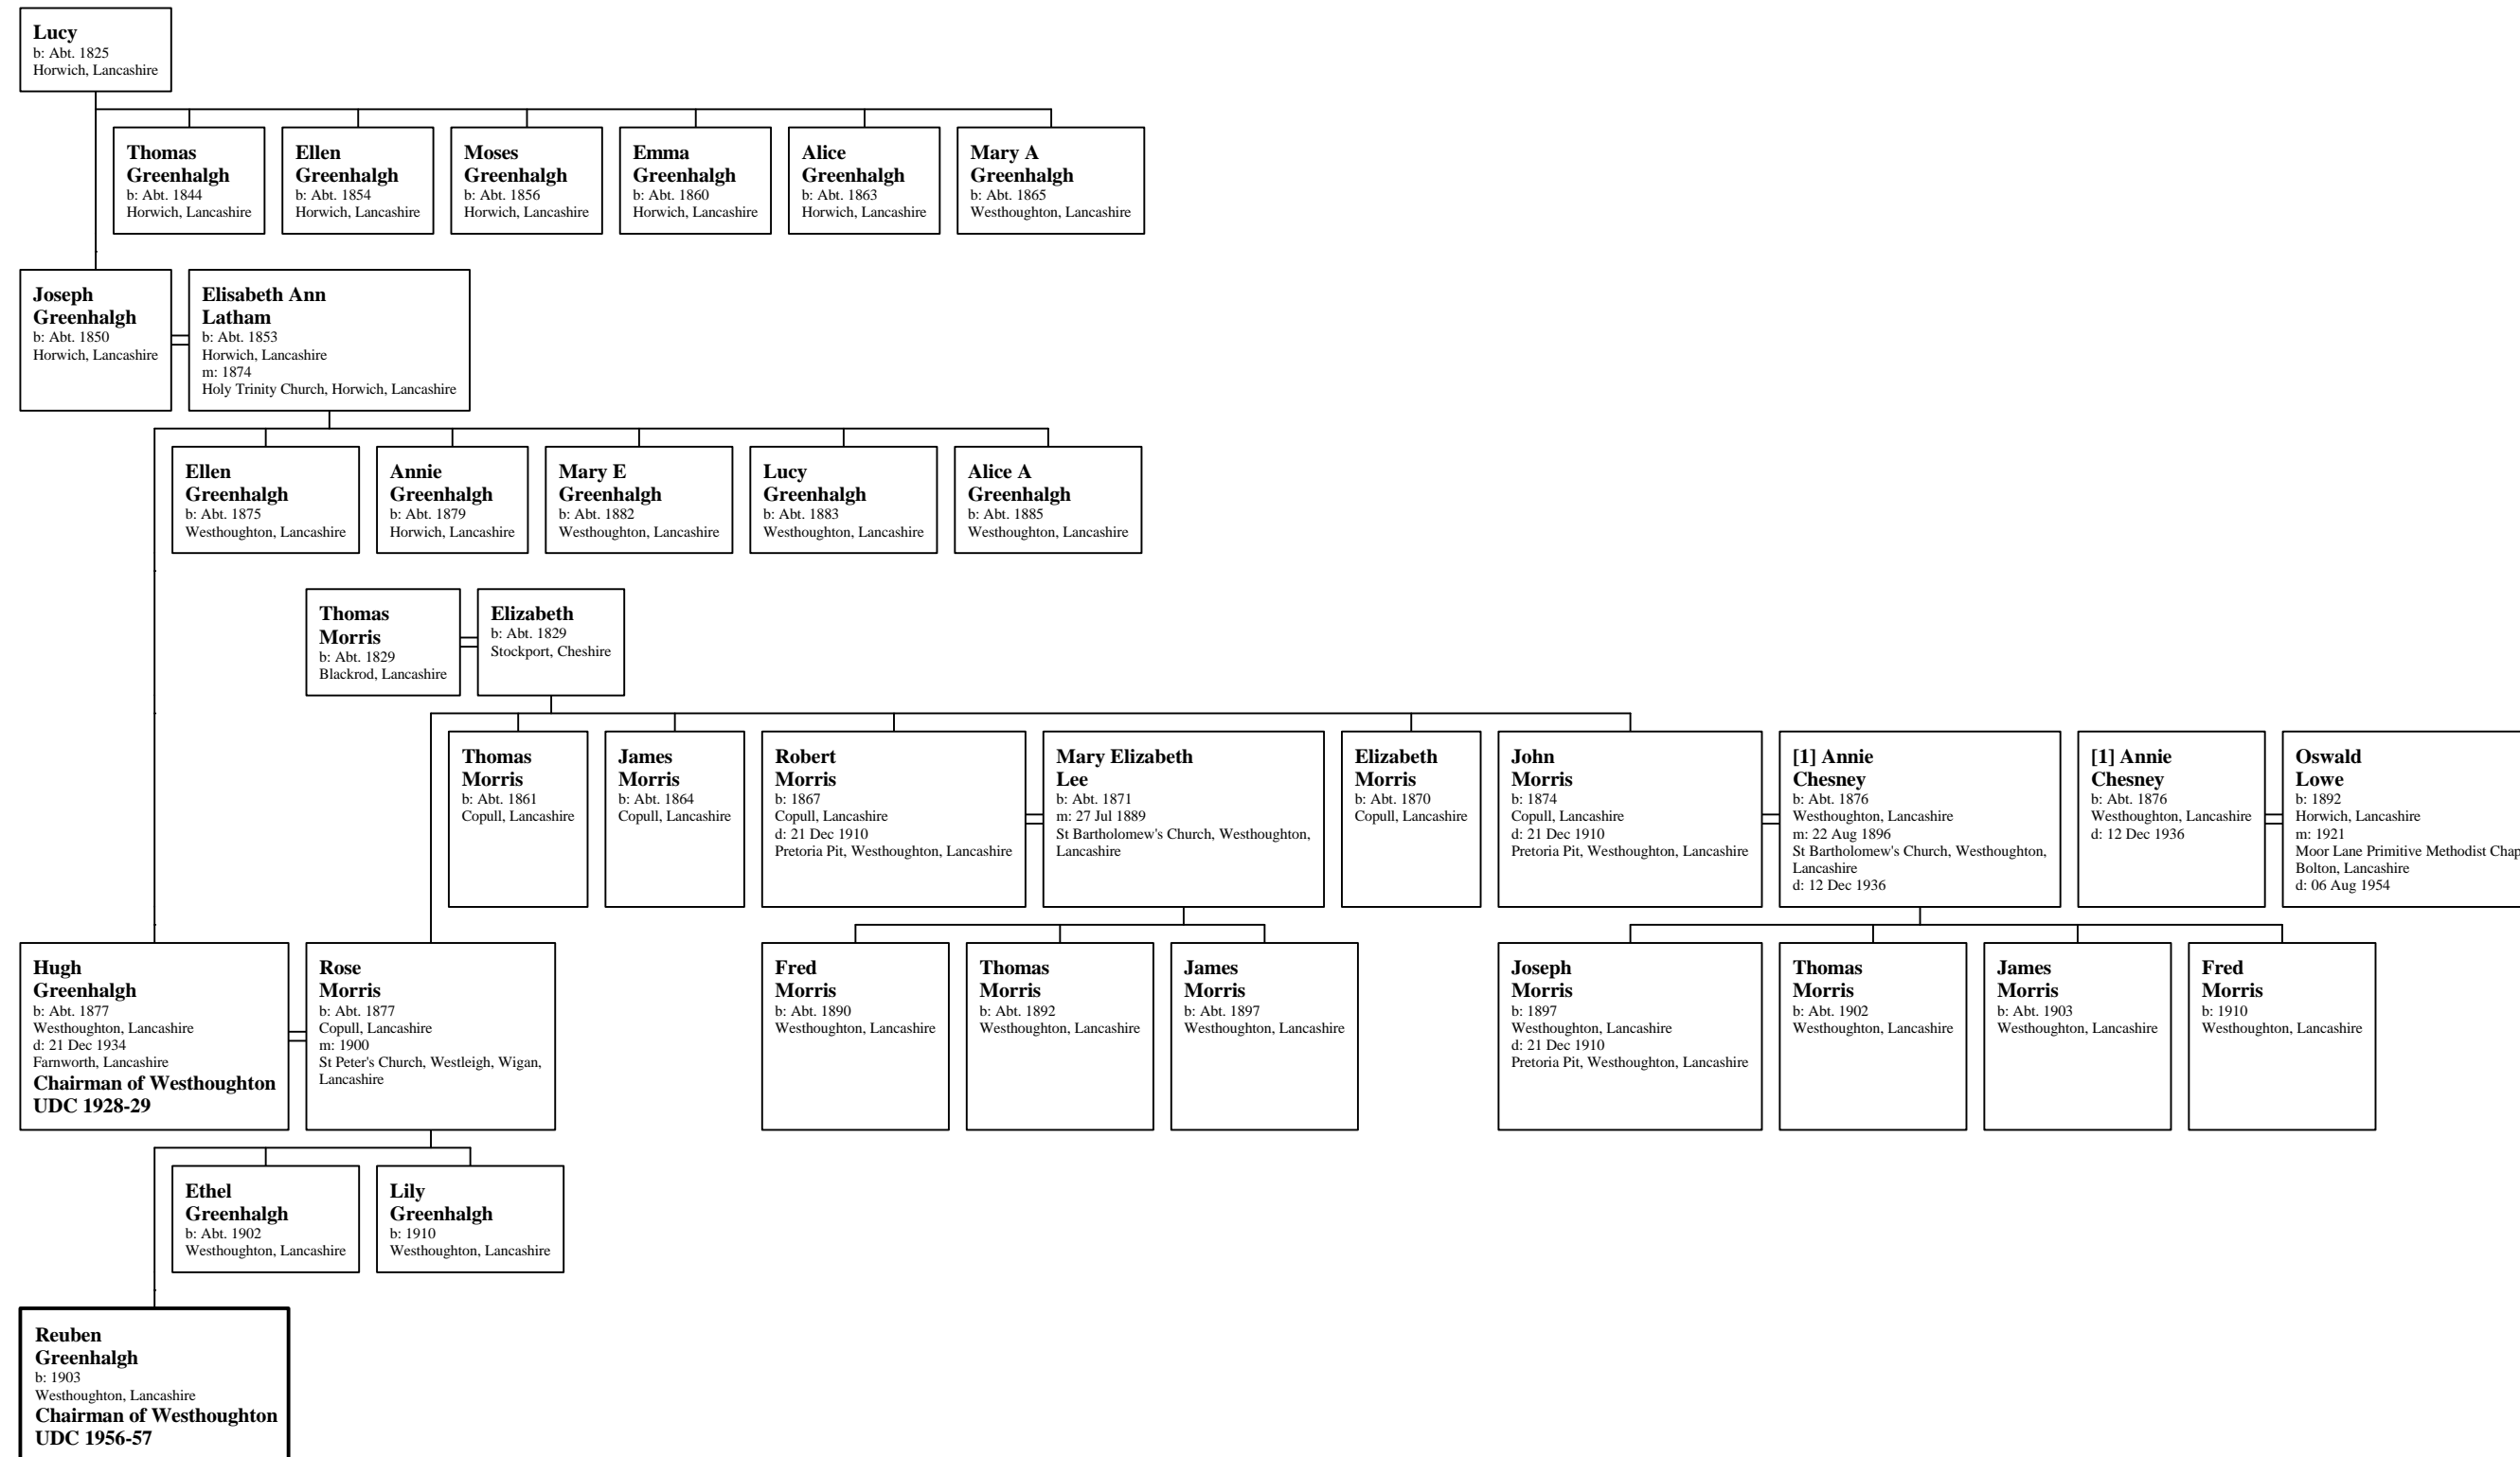 Lucy
b: Abt. 1825
Horwich, Lancashire
Thomas
Greenhalgh
b: Abt. 1844
Horwich, Lancashire
Ellen
Greenhalgh
b: Abt. 1854
Horwich, Lancashire
Moses
Greenhalgh
b: Abt. 1856
Horwich, Lancashire
Emma
Greenhalgh
b: Abt. 1860
Horwich, Lancashire
Alice
Greenhalgh
b: Abt. 1863
Horwich, Lancashire
Mary A
Greenhalgh
b: Abt. 1865
Westhoughton, Lancashire
Joseph
Greenhalgh
b: Abt. 1850
Horwich, Lancashire
Elisabeth Ann
Latham
b: Abt. 1853
Horwich, Lancashire
m: 1874
Holy Trinity Church, Horwich, Lancashire
Ellen
Greenhalgh
b: Abt. 1875
Westhoughton, Lancashire
Annie
Greenhalgh
b: Abt. 1879
Horwich, Lancashire
Mary E
Greenhalgh
b: Abt. 1882
Westhoughton, Lancashire
Lucy
Greenhalgh
b: Abt. 1883
Westhoughton, Lancashire
Alice A
Greenhalgh
b: Abt. 1885
Westhoughton, Lancashire
Thomas
Morris
b: Abt. 1829
Blackrod, Lancashire
Elizabeth
b: Abt. 1829
Stockport, Cheshire
Thomas
Morris
b: Abt. 1861
Copull, Lancashire
James
Morris
b: Abt. 1864
Copull, Lancashire
Robert
Morris
b: 1867
Copull, Lancashire
d: 21 Dec 1910
Pretoria Pit, Westhoughton, Lancashire
Mary Elizabeth
Lee
b: Abt. 1871
m: 27 Jul 1889
St Bartholomew's Church, Westhoughton,
Lancashire
Elizabeth
Morris
b: Abt. 1870
Copull, Lancashire
John
Morris
b: 1874
Copull, Lancashire
d: 21 Dec 1910
Pretoria Pit, Westhoughton, Lancashire
[1] Annie
Chesney
b: Abt. 1876
Westhoughton, Lancashire
m: 22 Aug 1896
St Bartholomew's Church, Westhoughton,
Lancashire
d: 12 Dec 1936
[1] Annie
Chesney
b: Abt. 1876
Westhoughton, Lancashire
d: 12 Dec 1936
Oswald
Lowe
b: 1892
Horwich, Lancashire
m: 1921
Moor Lane Primitive Methodist Chap
Bolton, Lancashire
d: 06 Aug 1954
Hugh
Greenhalgh
b: Abt. 1877
Westhoughton, Lancashire
d: 21 Dec 1934
Farnworth, Lancashire
Chairman of Westhoughton
UDC 1928-29
Rose
Morris
b: Abt. 1877
Copull, Lancashire
m: 1900
St Peter's Church, Westleigh, Wigan,
Lancashire
Fred
Morris
b: Abt. 1890
Westhoughton, Lancashire
Thomas
Morris
b: Abt. 1892
Westhoughton, Lancashire
James
Morris
b: Abt. 1897
Westhoughton, Lancashire
Joseph
Morris
b: 1897
Westhoughton, Lancashire
d: 21 Dec 1910
Pretoria Pit, Westhoughton, Lancashire
Thomas
Morris
b: Abt. 1902
Westhoughton, Lancashire
James
Morris
b: Abt. 1903
Westhoughton, Lancashire
Fred
Morris
b: 1910
Westhoughton, Lancashire
Ethel
Greenhalgh
b: Abt. 1902
Westhoughton, Lancashire
Lily
Greenhalgh
b: 1910
Westhoughton, Lancashire
Reuben
Greenhalgh
b: 1903
Westhoughton, Lancashire
Chairman of Westhoughton
UDC 1956-57